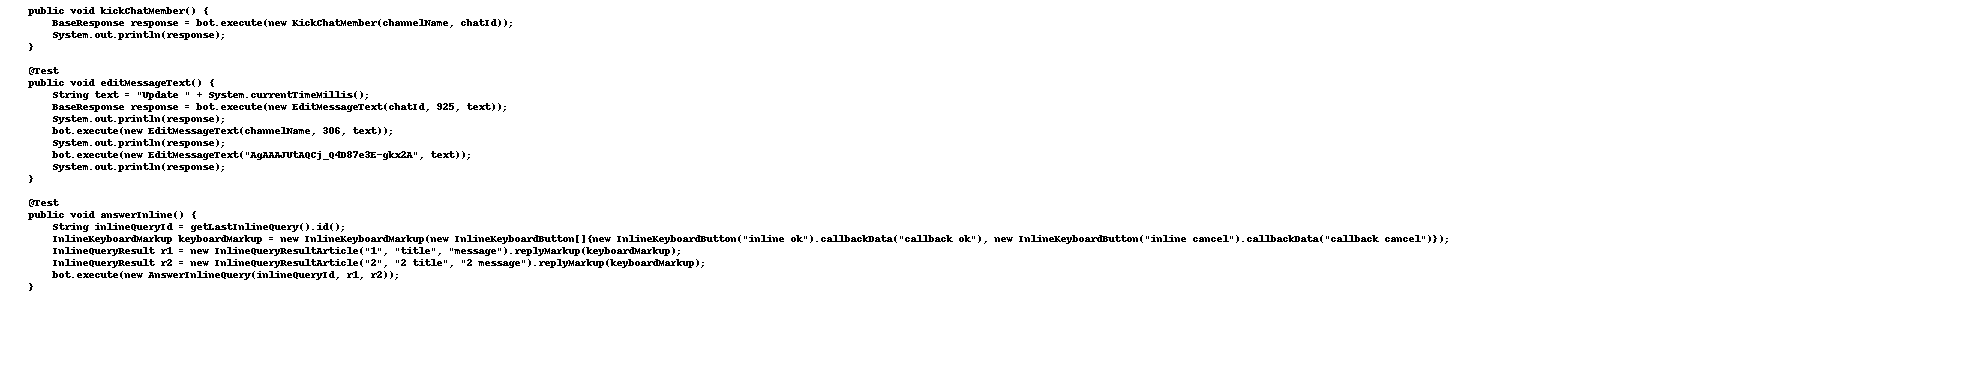 public void kickChatMember() {
BaseResponse response = bot.execute(new KickChatMember(channelName, chatId));
System.out.println(response);
}
@Test
public void editMessageText() {
String text = "Update " + System.currentTimeMillis();
BaseResponse response = bot.execute(new EditMessageText(chatId, 925, text));
System.out.println(response);
bot.execute(new EditMessageText(channelName, 306, text));
System.out.println(response);
bot.execute(new EditMessageText("AgAAAJUtAQCj_Q4D87e3E-gkx2A", text));
System.out.println(response);
}
@Test
public void answerInline() {
String inlineQueryId = getLastInlineQuery().id();
InlineKeyboardMarkup keyboardMarkup = new InlineKeyboardMarkup(new InlineKeyboardButton[]{new InlineKeyboardButton("inline ok").callbackData("callback ok"), new InlineKeyboardButton("inline cancel").callbackData("callback cancel")});
InlineQueryResult r1 = new InlineQueryResultArticle("1", "title", "message").replyMarkup(keyboardMarkup);
InlineQueryResult r2 = new InlineQueryResultArticle("2", "2 title", "2 message").replyMarkup(keyboardMarkup);
bot.execute(new AnswerInlineQuery(inlineQueryId, r1, r2));
}